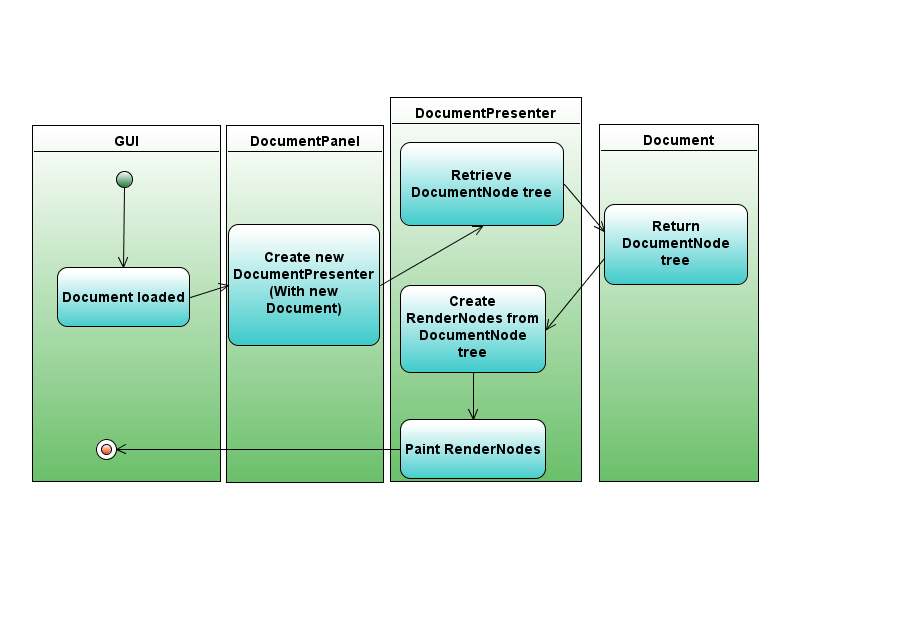 GUI
Document loaded
DocumentPanel
Create new
DocumentPresenter
(With new
Document)
DocumentPresenter
Retrieve
DocumentNode tree
Create
RenderNodes from
DocumentNode
tree
Paint RenderNodes
Document
Return
DocumentNode
tree